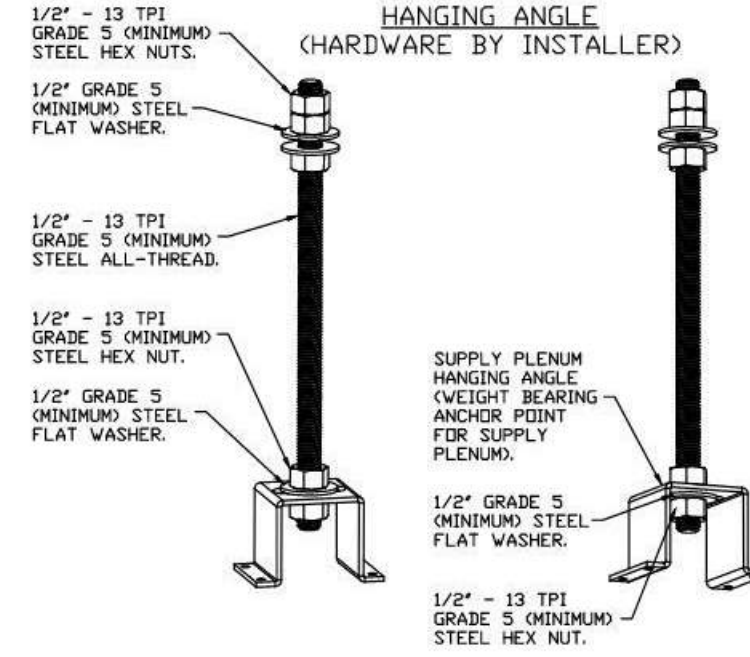 HANGING ANGLE
(HARDWARE BY INSTALLER)
1/2" - 13 TPI
GRADE 5 (MINIMUM)
STEEL HEX NUTS.
1/2" GRADE 5
(MINIMUM) STEEL
FLAT WASHER.
1/2" - 13 TPI
GRADE 5 (MINIMUM)
STEEL ALL-THREAD.
1/2" - 13 TPI
GRADE 5 (MINIMUM)
STEEL HEX NUT.
1/2" GRADE 5
(MINIMUM) STEEL
FLAT WASHER.
SUPPLY PLENUM
HANGING ANGLE
(WEIGHT BEARING
ANCHOR POINT
FOR SUPPLY
PLENUM).
1/2" GRADE 5
(MINIMUM) STEEL
FLAT WASHER.
1/2" - 13 TPI
GRADE 5 (MINIMUM)
STEEL HEX NUT.